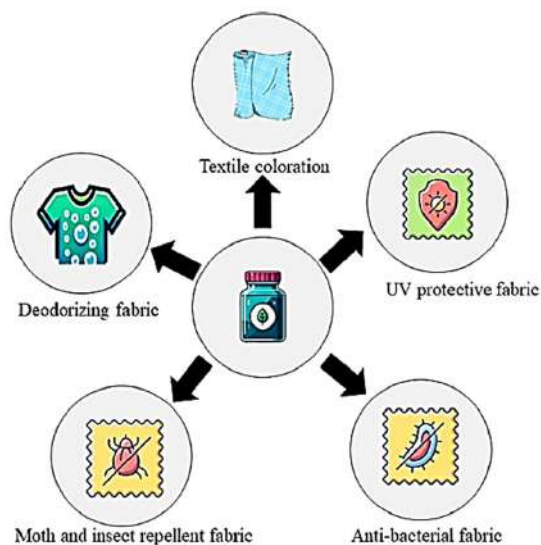 Textile coloration
UV protective fabric
Deodorizing fabric
Moth and insect repellent fabric
Anti-bacterial fabric